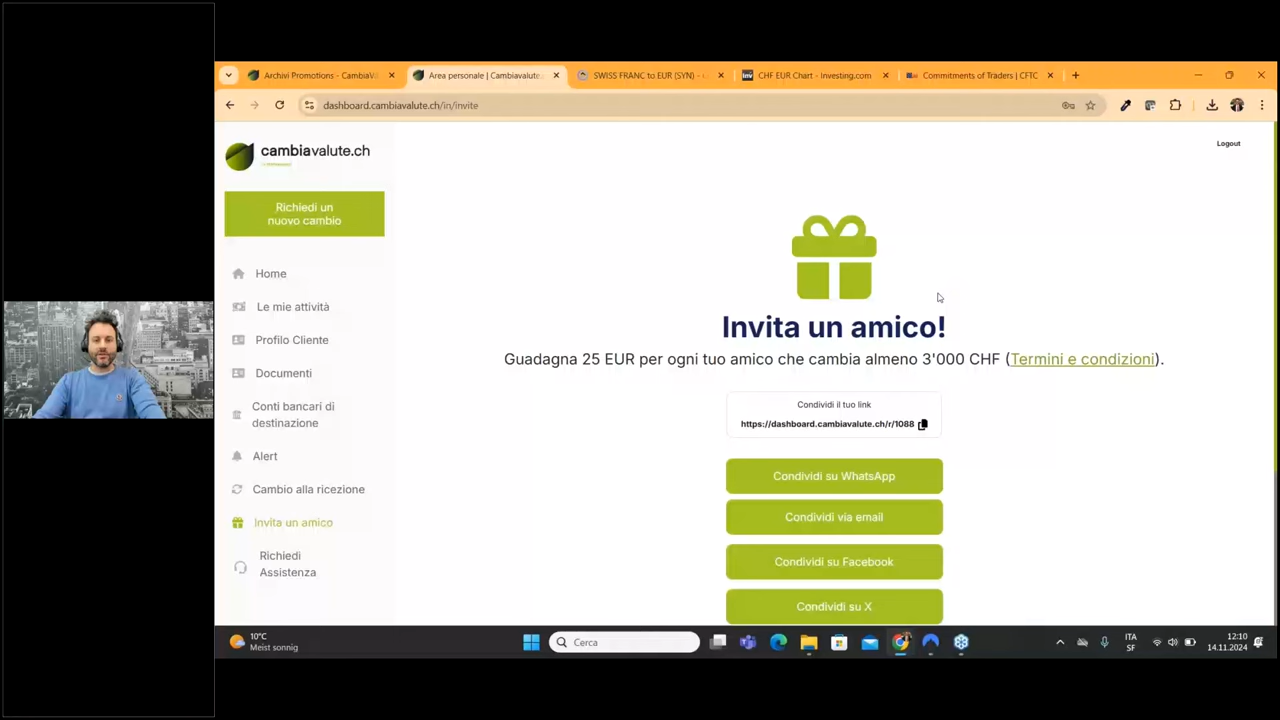 Archivi Promotions - CambiaVa
Area personale | Cambiavalute.
SWISS FRANC to EUR (SYN) -
CHF EUR Chart - Investing.com
Commitments of Traders | CFTC
dashboard.cambiavalute.ch/in/invite
cambiavalute.ch
Logout
Richiedi un
nuovo cambio
Home
Le mie attività
Profilo Cliente
Documenti
Conti bancari di
destinazione
Alert
Cambio alla ricezione
Invita un amico
Richiedi
Assistenza
Invita un amico!
Guadagna 25 EUR per ogni tuo amico che cambia almeno 3'000 CHF (Termini e condizioni).
Condividi il tuo link
https://dashboard.cambiavalute.ch/r/1088
Condividi su WhatsApp
Condividi via email
Condividi su Facebook
Condividi su X
10°C
Meist sonnig
Cerca
ITA
SF
12:10
14.11.2024